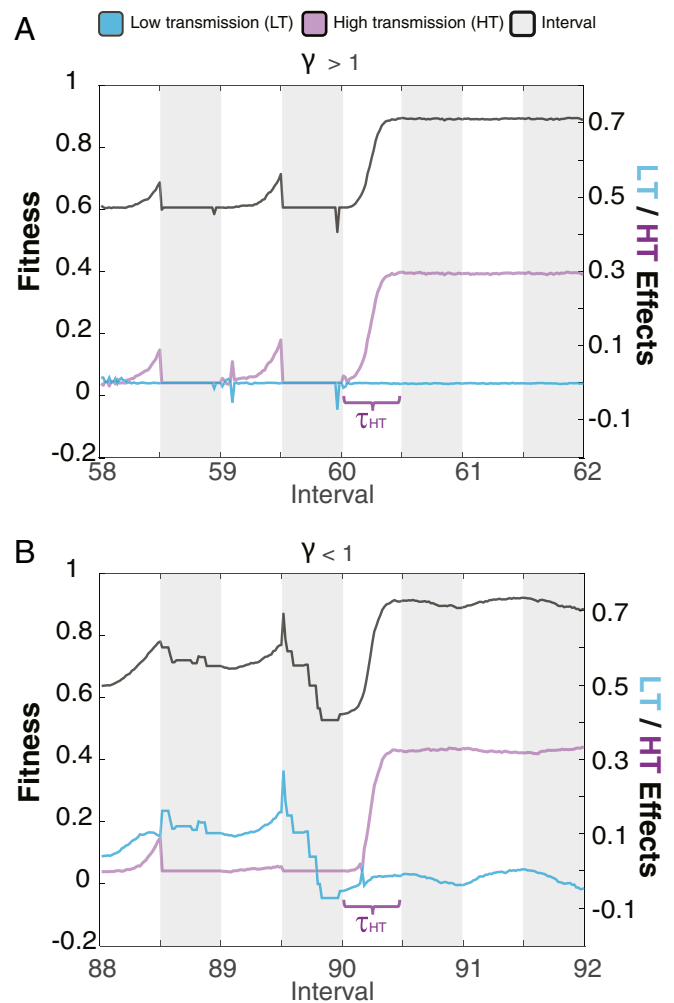 A
Low transmission (LT) High transmission (HT) Interval
γ > 1
1
0.8
0.6
0.4
0.2
0
-0.2
Fitness
0.7
0.5
0.3
0.1
-0.1
LT / HT Effects
τHT
58 59 60 61 62
Interval
B
γ < 1
1
0.8
0.6
0.4
0.2
0
-0.2
Fitness
0.7
0.5
0.3
0.1
-0.1
LT / HT Effects
τHT
88 89 90 91 92
Interval